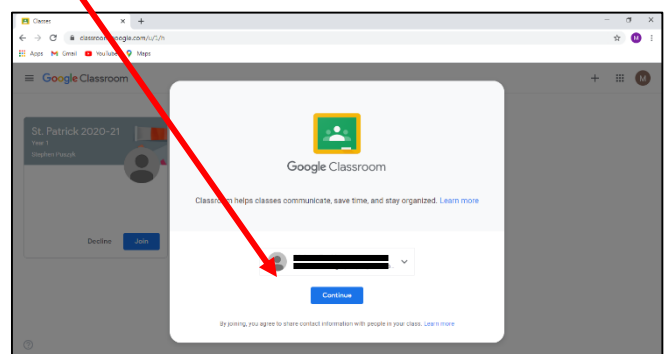 Classes
classroom.google.com/u/1/h
Apps Gmail YouTube Maps
Google Classroom
M
St. Patrick 2020-21
Year 1
Google Classroom
Classroom helps classes communicate, save time, and stay organized. Learn more
Decline Join
Continue
By joining, you agree to share contact information with people in your class. Learn more